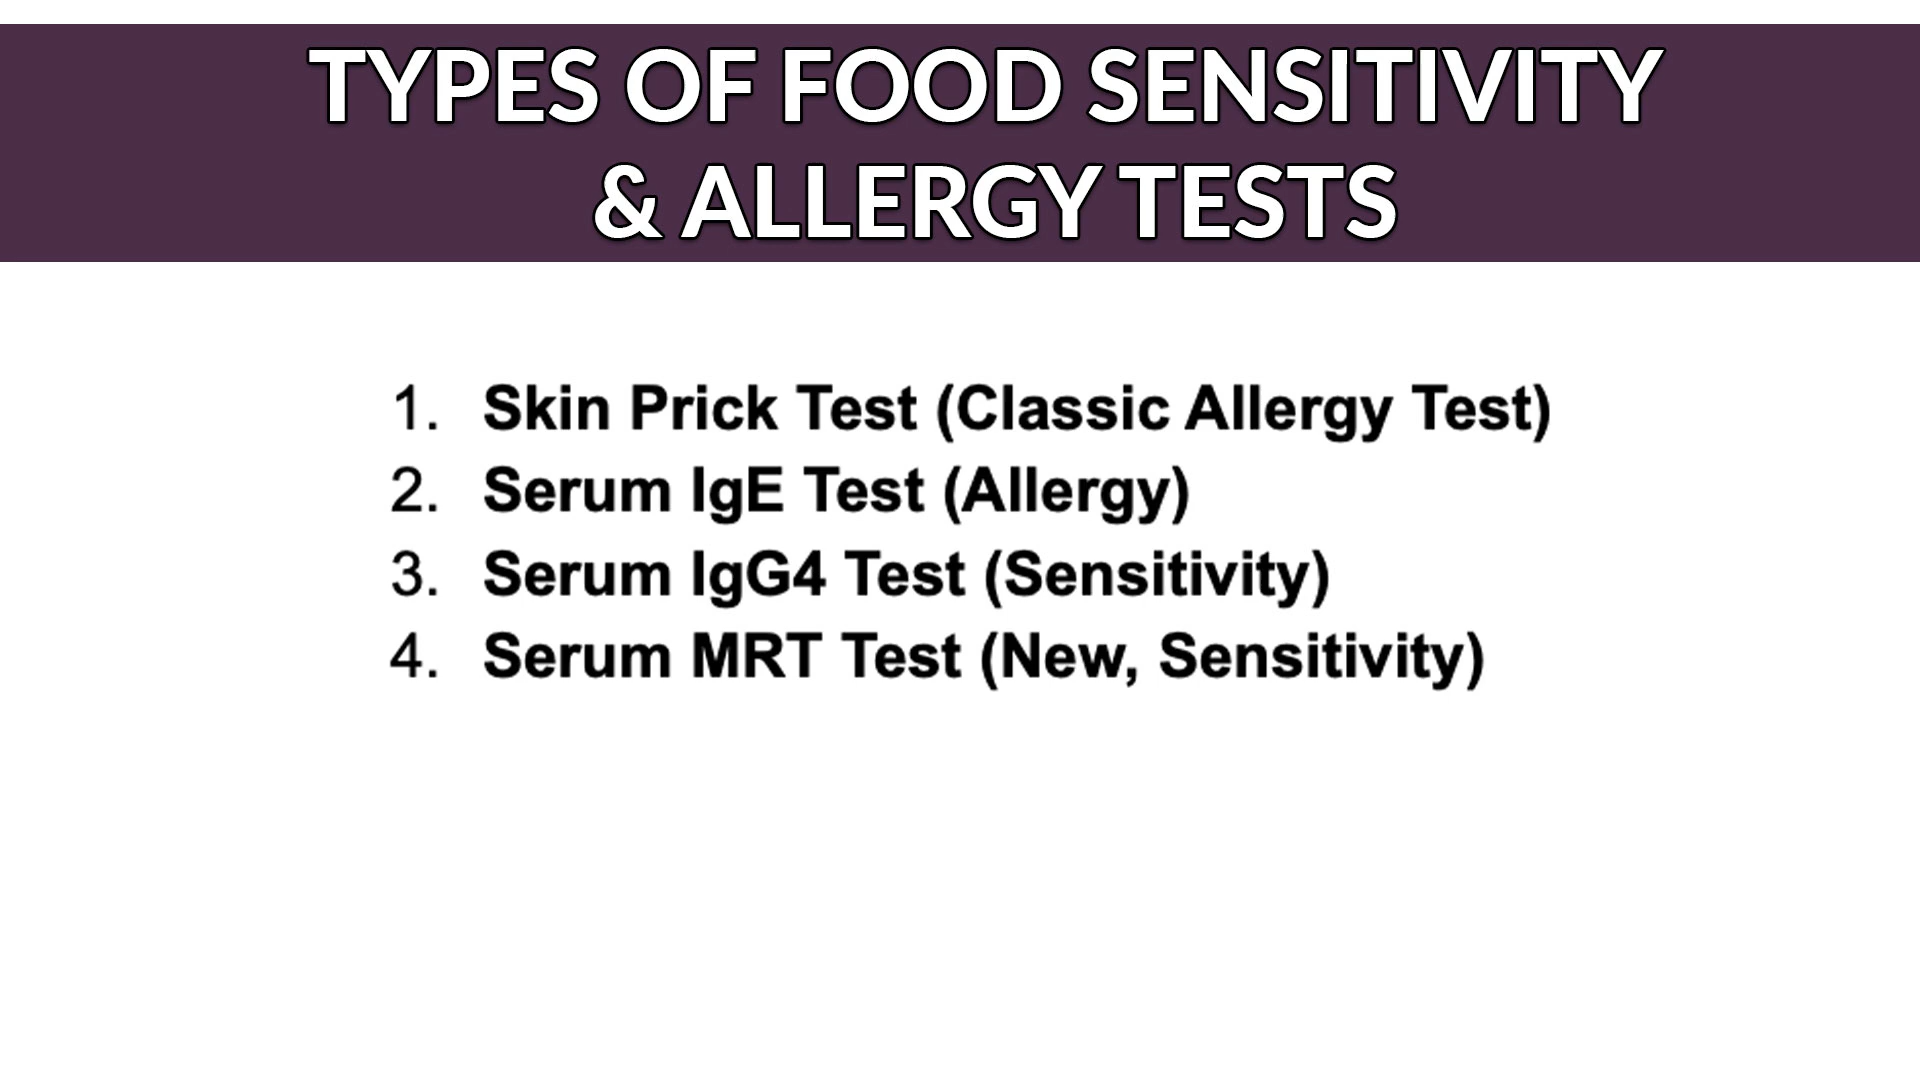 TYPES OF FOOD SENSITIVITY
& ALLERGY TESTS
1. Skin Prick Test (Classic Allergy Test)
2. Serum IgE Test (Allergy)
3. Serum IgG4 Test (Sensitivity)
4. Serum MRT Test (New, Sensitivity)